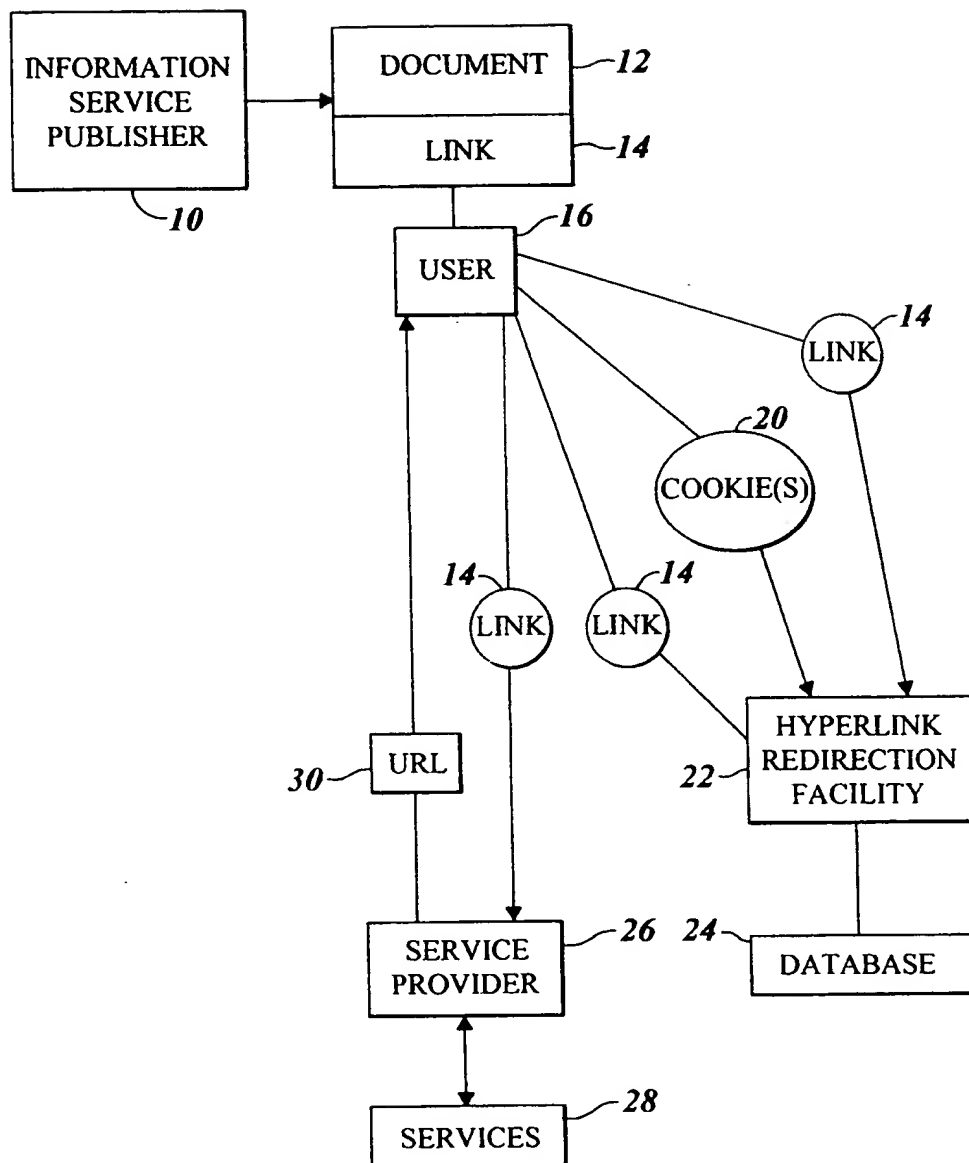 INFORMATION
SERVICE
PUBLISHER
10
DOCUMENT
12
LINK
14
16
USER
14
LINK
20
COOKIE(S)
14
LINK
14
LINK
HYPERLINK
REDIRECTION
FACILITY
22
30
URL
SERVICE
PROVIDER
26
24
DATABASE
SERVICES
28